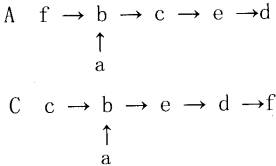 A f → b → c → e → d
↑
a
C c → b → e → d → f
↑
a